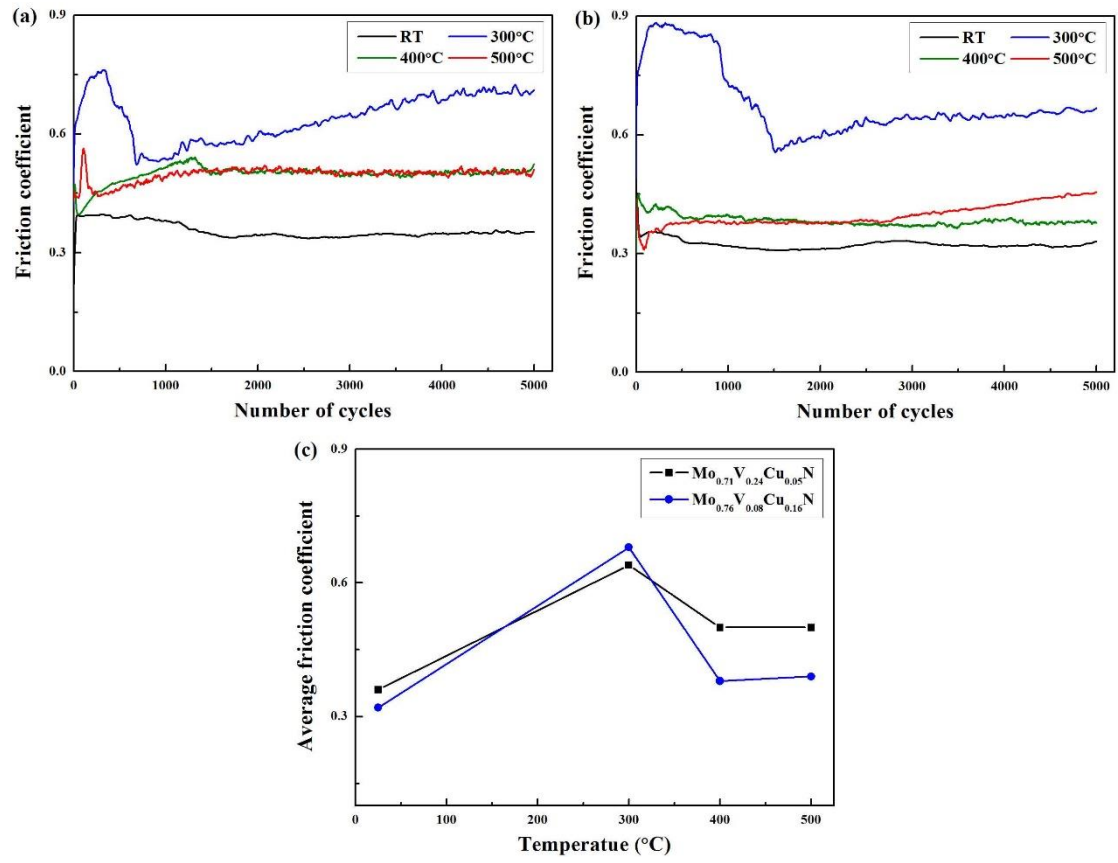 (a)
0.9
0.6
0.3
0.0
Friction coefficient
RT 300°C
400°C 500°C
0 1000 2000 3000 4000 5000
Number of cycles
(b)
0.9
0.6
0.3
0.0
Friction coefficient
RT 300°C
400°C 500°C
0 1000 2000 3000 4000 5000
Number of cycles
(c)
0.9
0.6
0.3
Average friction coefficient
Mo0.71V0.24Cu0.05N
Mo0.76V0.08Cu0.16N
0 100 200 300 400 500
Temperatue (°C)